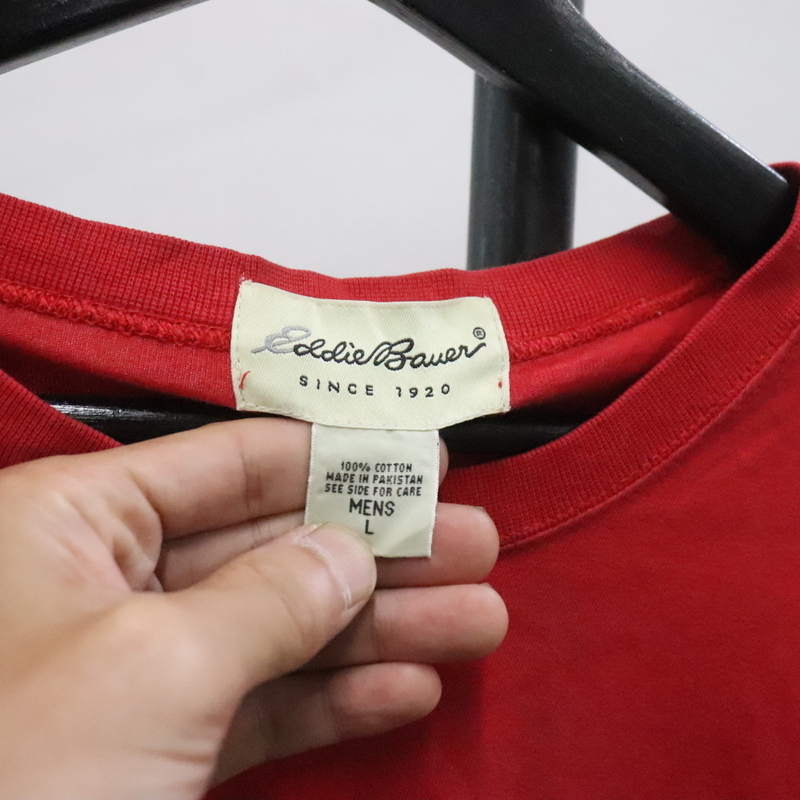 Eddie Bauer®
SINCE 1920
100% COTTON
MADE IN PAKISTAN
SEE SIDE FOR CARE
MENS
L